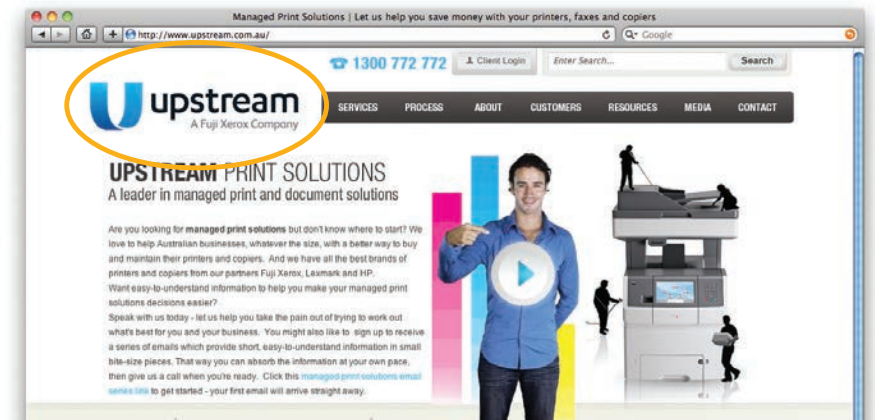 Managed Print Solutions | Let us help you save money with your printers, faxes and copiers
http://www.upstream.com.au/
Google
1300 772 772
Client Login
Enter Search...
Search
upstream
A Fuji Xerox Company
SERVICES PROCESS ABOUT CUSTOMERS RESOURCES MEDIA CONTACT
UPSTREAM PRINT SOLUTIONS
A leader in managed print and document solutions
Are you looking for managed print solutions but don't know where to start? We
love to help Australian businesses, whatever the size, with a better way to buy
and maintain their printers and copiers. And we have all the best brands of
printers and copiers from our partners Fuji Xerox, Lexmark and HP.
Want easy-to-understand information to help you make your managed print
solutions decisions easier?
Speak with us today - let us help you take the pain out of trying to work out
what's best for you and your business. You might also like to sign up to receive
a series of emails which provide short, easy-to-understand information in small
bite-size pieces. That way you can absorb the information at your own pace,
then give us a call when you're ready. Click this managed print solutions email
series link to get started - your first email will arrive straight away.